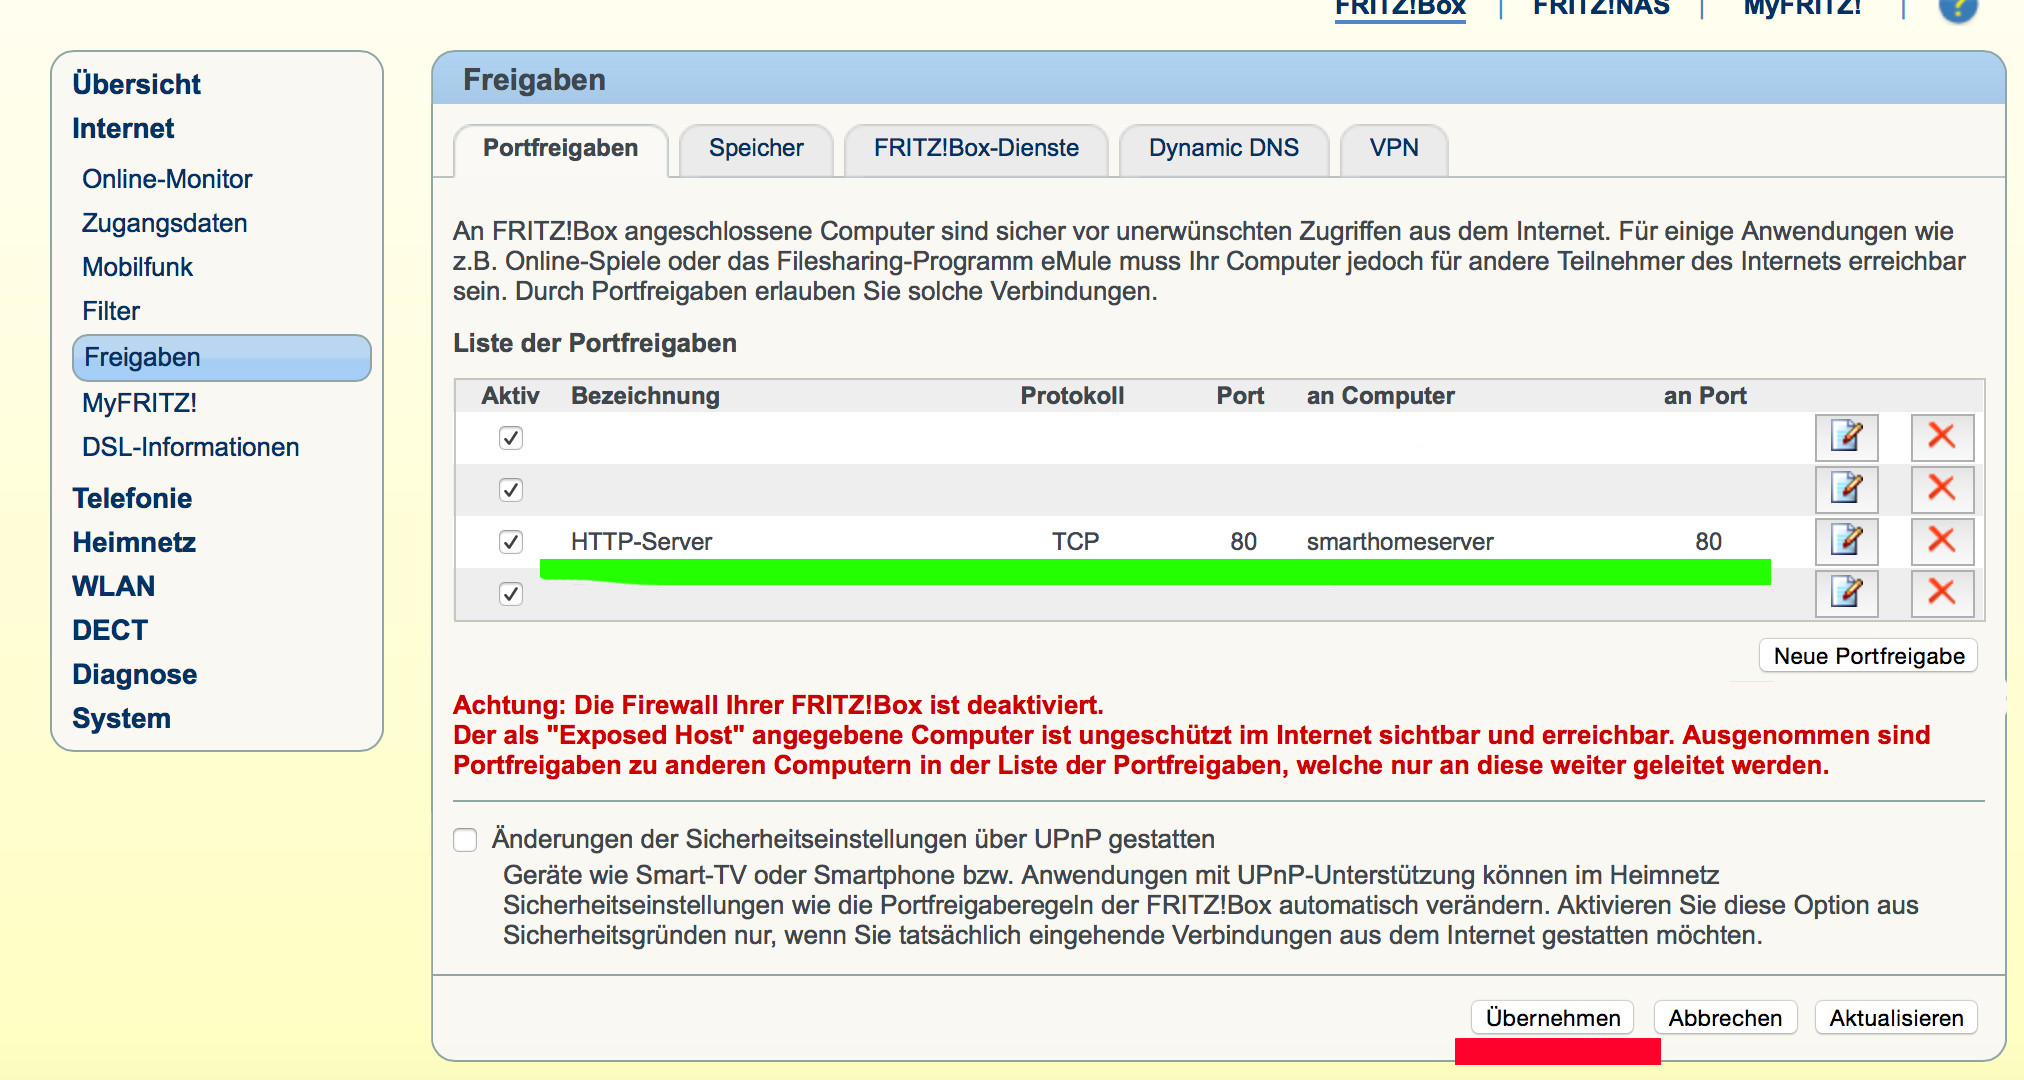 FRITZ!Box | FRITZ!NAS | MyFRITZ! | ?
Übersicht
Internet
Online-Monitor
Zugangsdaten
Mobilfunk
Filter
Freigaben
MyFRITZ!
DSL-Informationen
Telefonie
Heimnetz
WLAN
DECT
Diagnose
System
Freigaben
Portfreigaben Speicher FRITZ!Box-Dienste Dynamic DNS VPN
An FRITZ!Box angeschlossene Computer sind sicher vor unerwünschten Zugriffen aus dem Internet. Für einige Anwendungen wie
z.B. Online-Spiele oder das Filesharing-Programm eMule muss Ihr Computer jedoch für andere Teilnehmer des Internets erreichbar
sein. Durch Portfreigaben erlauben Sie solche Verbindungen.
Liste der Portfreigaben
Aktiv Bezeichnung Protokoll Port an Computer an Port
HTTP-Server TCP 80 smarthomeserver 80
Neue Portfreigabe
Achtung: Die Firewall Ihrer FRITZ!Box ist deaktiviert.
Der als "Exposed Host" angegebene Computer ist ungeschützt im Internet sichtbar und erreichbar. Ausgenommen sind
Portfreigaben zu anderen Computern in der Liste der Portfreigaben, welche nur an diese weiter geleitet werden.
Änderungen der Sicherheitseinstellungen über UPnP gestatten
Geräte wie Smart-TV oder Smartphone bzw. Anwendungen mit UPnP-Unterstützung können im Heimnetz
Sicherheitseinstellungen wie die Portfreigaberegeln der FRITZ!Box automatisch verändern. Aktivieren Sie diese Option aus
Sicherheitsgründen nur, wenn Sie tatsächlich eingehende Verbindungen aus dem Internet gestatten möchten.
Übernehmen Abbrechen Aktualisieren